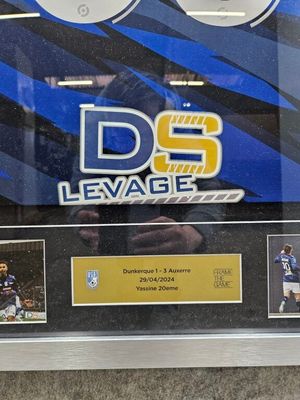 DS
LEVAGE
Dunkerque 1 - 3 Auxerre
29/04/2024
Yassine 20eme
FRAME
THE
GAME